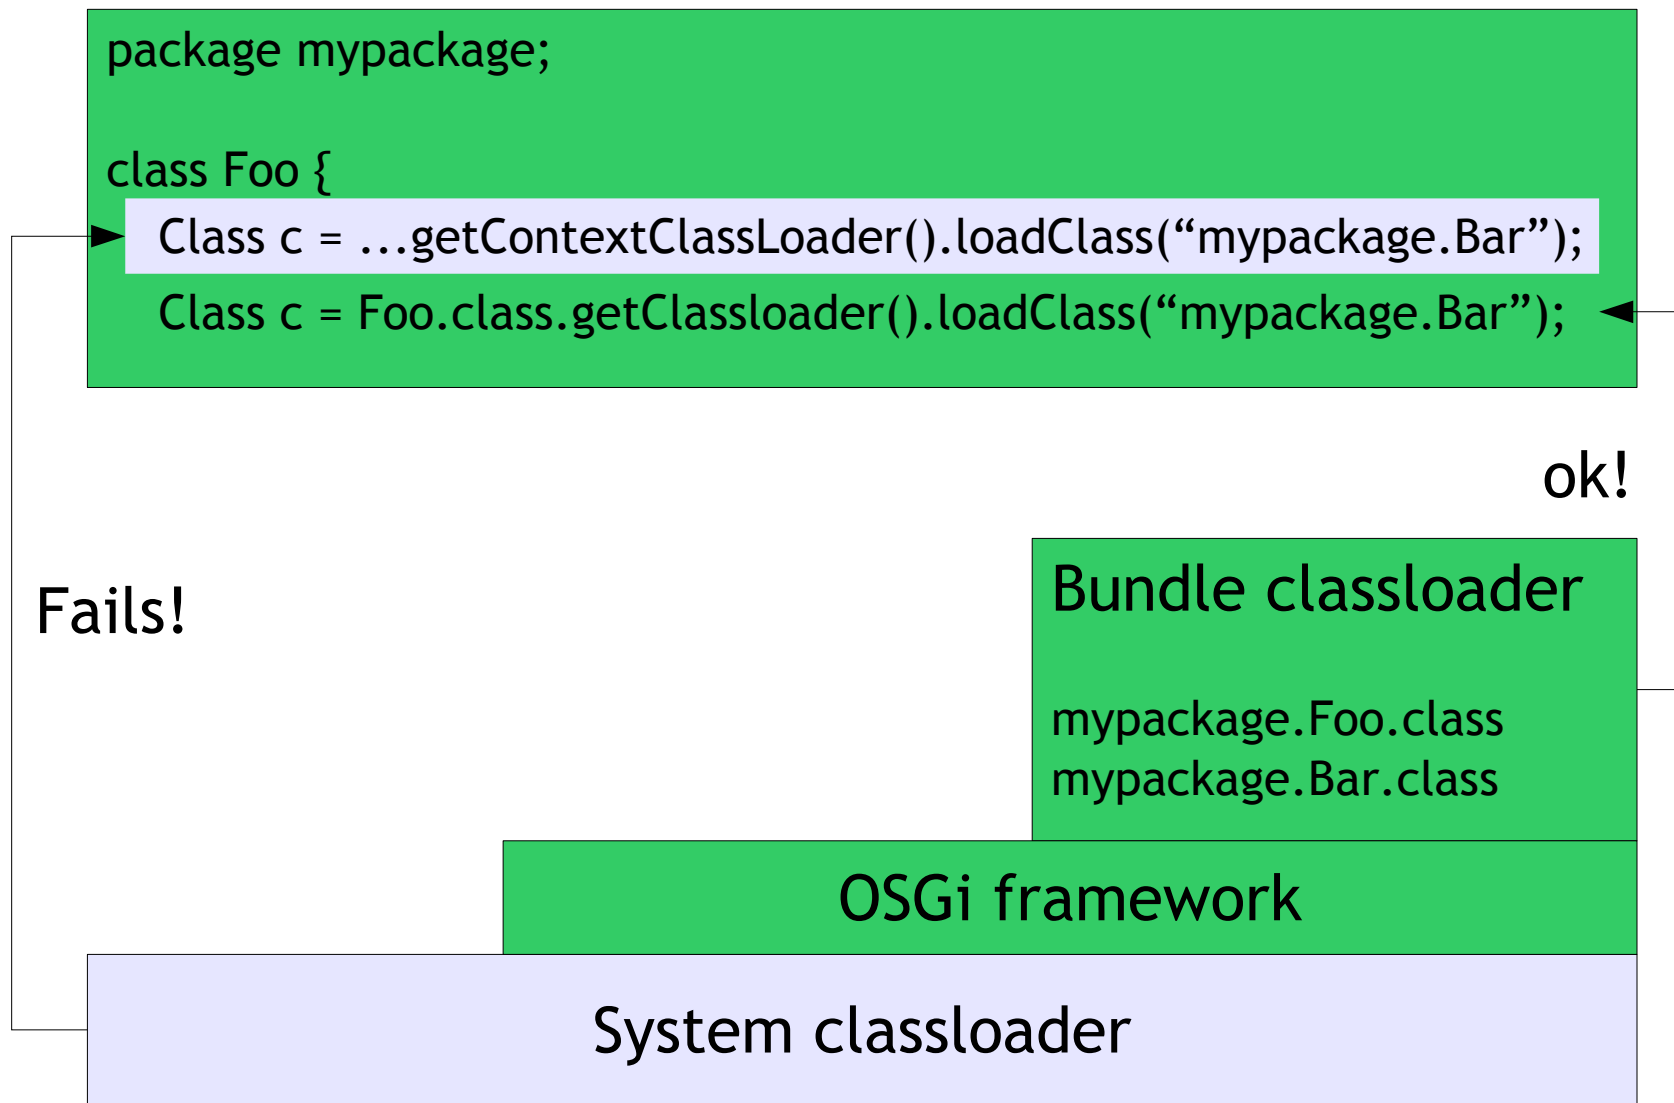 package mypackage;
class Foo {
Class c = ...getContextClassLoader().loadClass(“mypackage.Bar”);
Class c = Foo.class.getClassloader().loadClass(“mypackage.Bar”);
ok!
Fails!
Bundle classloader
mypackage.Foo.class
mypackage.Bar.class
OSGi framework
System classloader